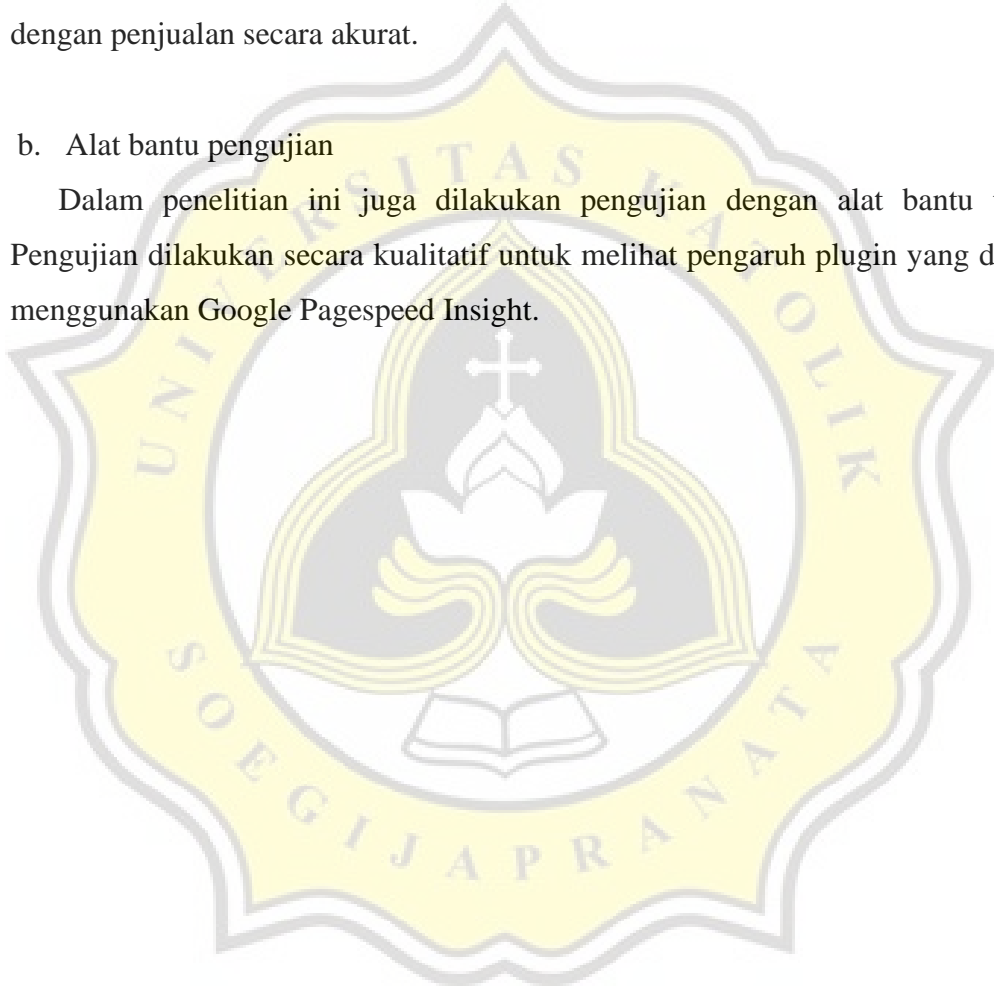 dengan penjualan secara akurat.
b. Alat bantu pengujian
Dalam penelitian ini juga dilakukan pengujian dengan alat bantu
Pengujian dilakukan secara kualitatif untuk melihat pengaruh plugin yang
menggunakan Google Pagespeed Insight.
UNIVERSITAS KATOLIK
SOEGIJAPRANATA